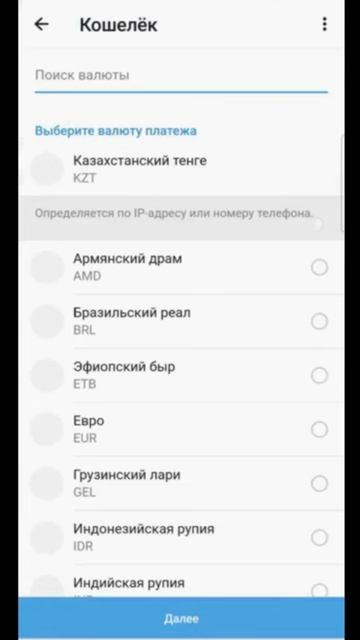 Кошелёк
Поиск валюты
Выберите валюту платежа
Казахстанский тенге
KZT
Определяется по IP-адресу или номеру телефона.
Армянский драм
AMD
Бразильский реал
BRL
Эфиопский быр
ETB
Евро
EUR
Грузинский лари
GEL
Индонезийская рупия
IDR
Индийская рупия
Далее